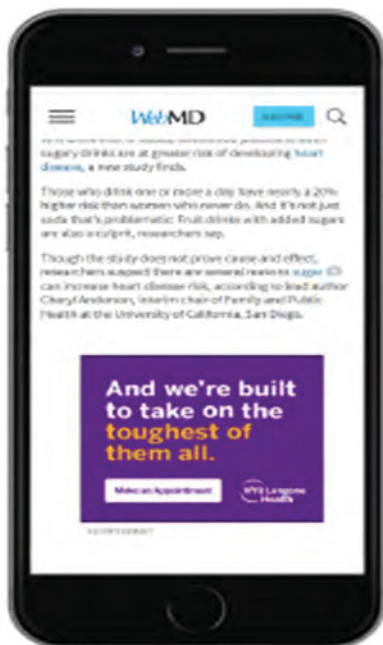 WebMD
SUBSCRIBE
sugary drinks are at greater risk of developing heart
disease, a new study finds.
Those who drink one or more a day have nearly a 20%
higher risk than women who never do. And it's not just
soda that's problematic: Fruit drinks with added sugars
are also a culprit, researchers say.
Though the study does not prove cause and effect,
researchers suspect there are several reasons sugar
can increase heart disease risk, according to lead author
Cheryl Anderson, interim chair of Family and Public
Health at the University of California, San Diego.
And we're built
to take on the
toughest of
them all.
Make an Appointment
NYU Langone
Health
ADVERTISEMENT